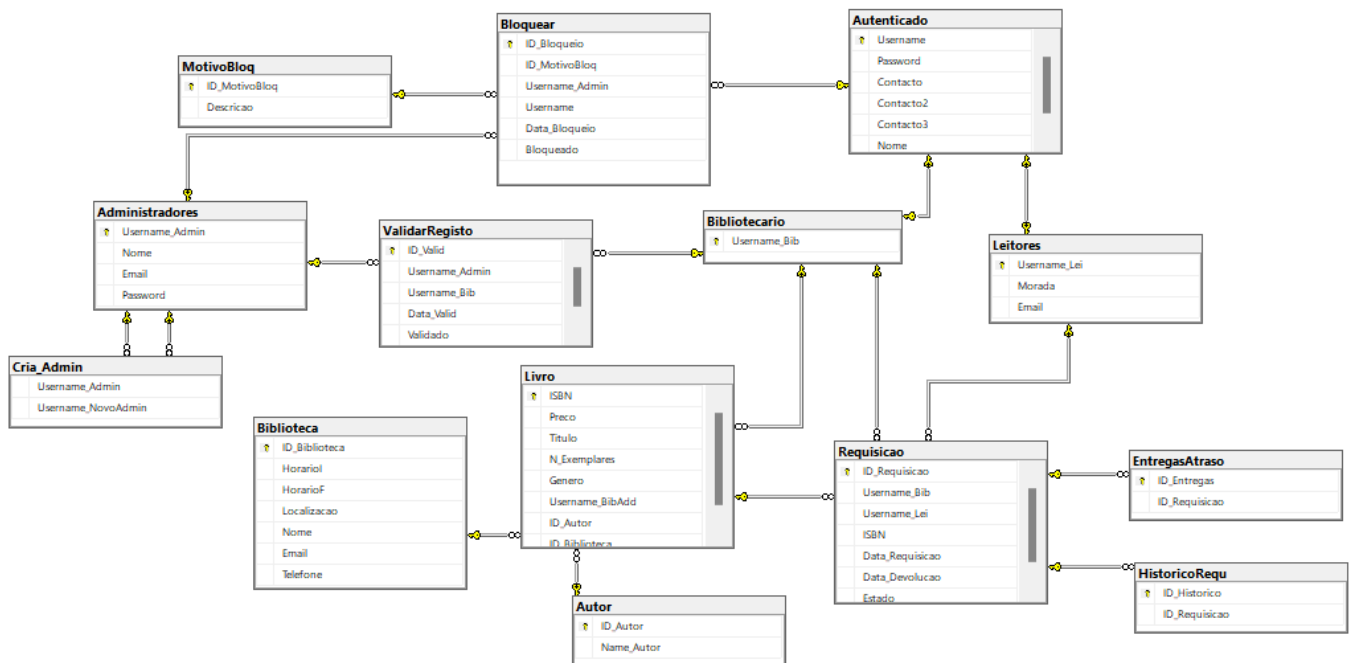 Bloquear
ID_Bloqueio
ID_MotivoBloq
Username_Admin
Username
Data_Bloqueio
Bloqueado
Autenticado
Username
Password
Contacto
Contacto2
Contacto3
Nome
MotivoBloq
ID_MotivoBloq
Descricao
Administradores
Username_Admin
Nome
Email
Password
ValidarRegisto
ID_Valid
Username_Admin
Username_Bib
Data_Valid
Validado
Bibliotecario
Username_Bib
Leitores
Username_Lei
Morada
Email
Cria_Admin
Username_Admin
Username_NovoAdmin
Biblioteca
ID_Biblioteca
HorarioI
HorarioF
Localizacao
Nome
Email
Telefone
Livro
ISBN
Preco
Titulo
N_Exemplares
Genero
Username_BibAdd
ID_Autor
ID_Biblioteca
Requisicao
ID_Requisicao
Username_Bib
Username_Lei
ISBN
Data_Requisicao
Data_Devolucao
Estado
EntregasAtraso
ID_Entregas
ID_Requisicao
HistoricoRequ
ID_Historico
ID_Requisicao
Autor
ID_Autor
Name_Autor